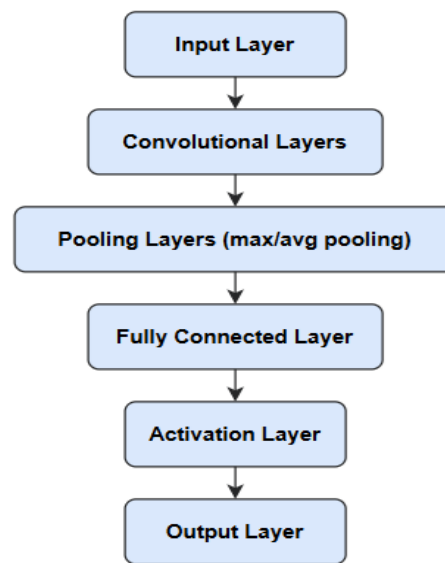 Input Layer
Convolutional Layers
Pooling Layers (max/avg pooling)
Fully Connected Layer
Activation Layer
Output Layer